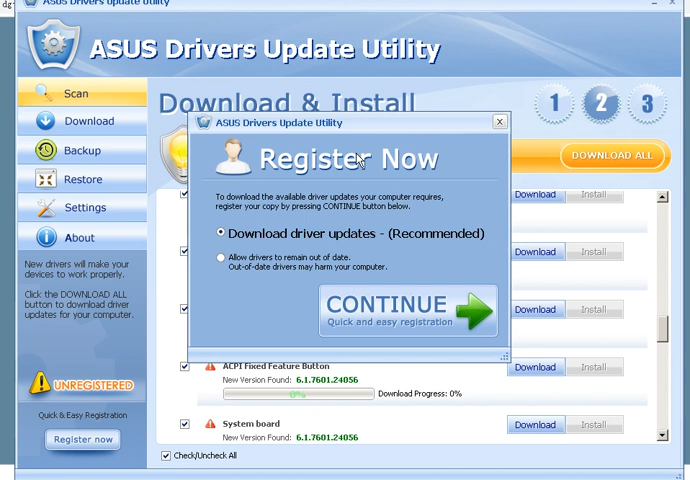 dg
ASUS Drivers Update Utility
ASUS Drivers Update Utility
Scan
Download
Backup
Restore
Settings
About
New drivers will make your
devices to work properly.
Click the DOWNLOAD ALL
button to download driver
updates for your computer.
UNREGISTERED
Quick & Easy Registration
Register now
Download & Install
1
2
3
DOWNLOAD ALL
Download
Install
Download
Install
Download
Install
ASUS Drivers Update Utility
Register Now
To download the available driver updates your computer requires,
register your copy by pressing CONTINUE button below.
Download driver updates - (Recommended)
Allow drivers to remain out of date.
Out-of-date drivers may harm your computer.
CONTINUE
Quick and easy registration
ACPI Fixed Feature Button
Download
Install
New Version Found: 6.1.7601.24056
0%
Download Progress: 0%
System board
Download
Install
New Version Found: 6.1.7601.24056
Check/Uncheck All